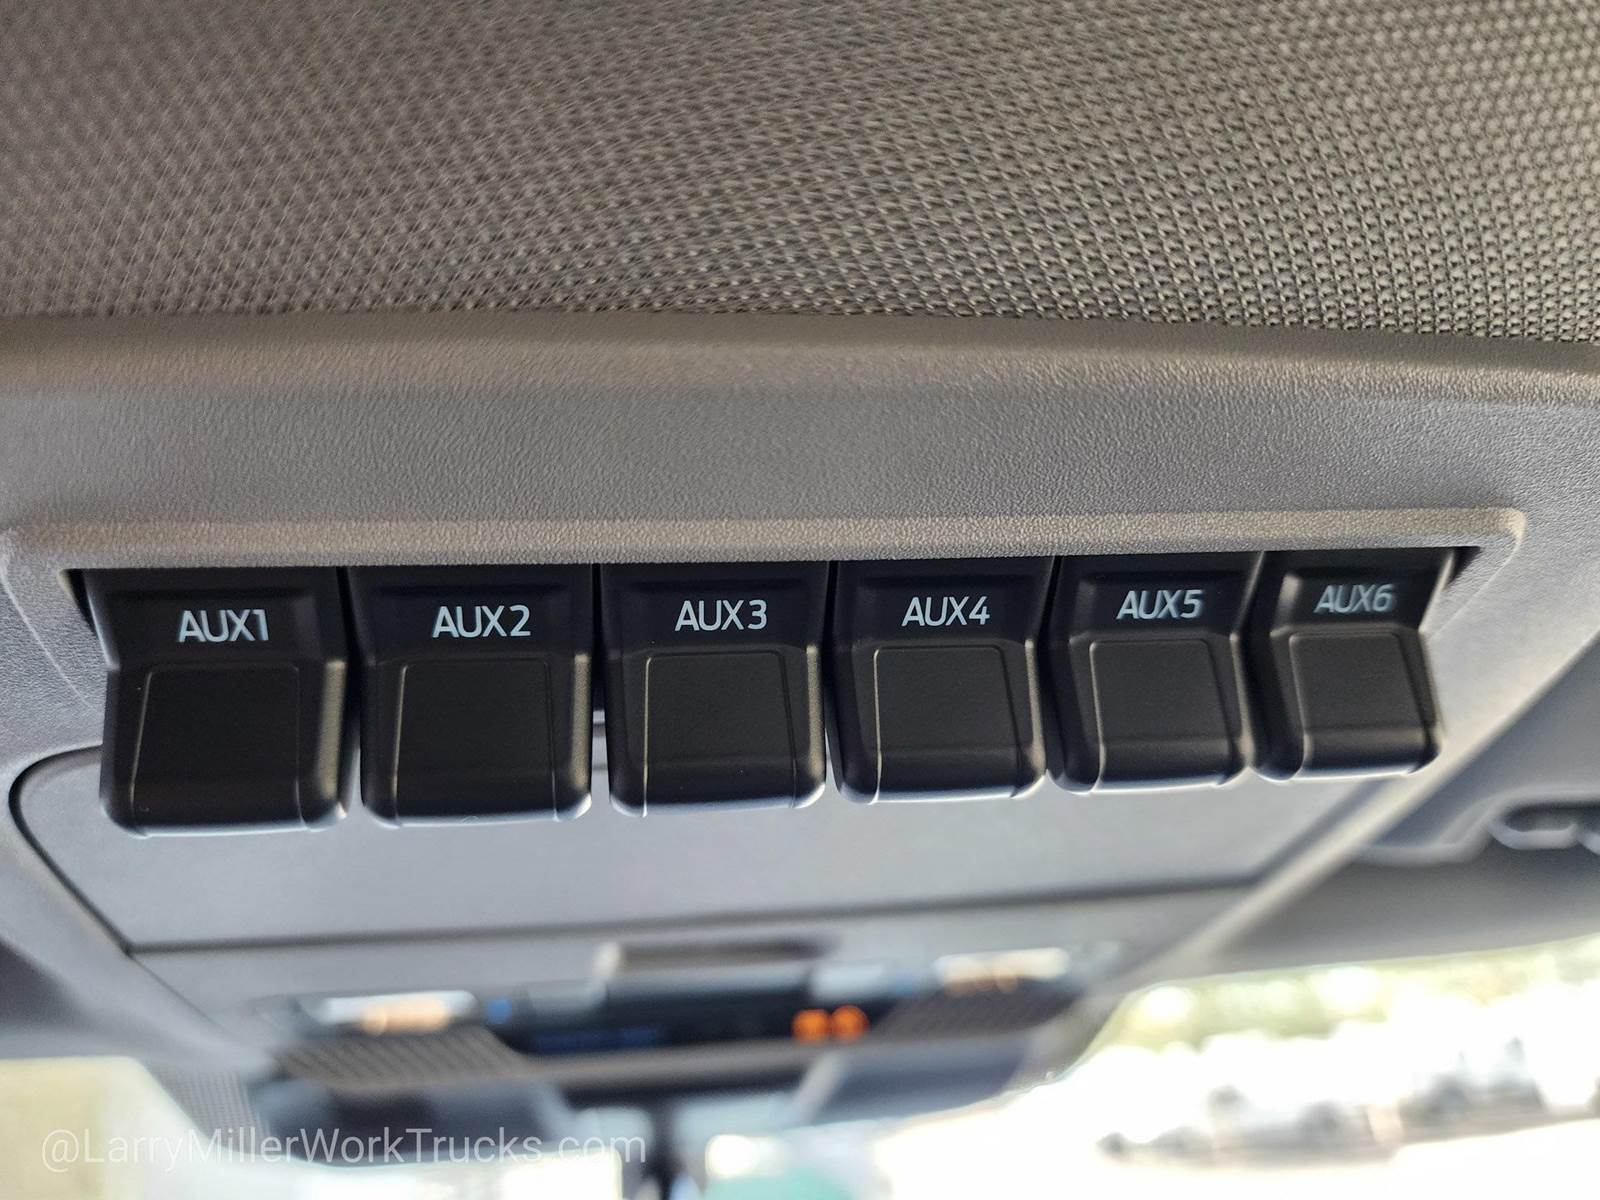 AUX1 AUX2 AUX3 AUX4 AUX5 AUX6
@LarryMillerWorkTrucks.com